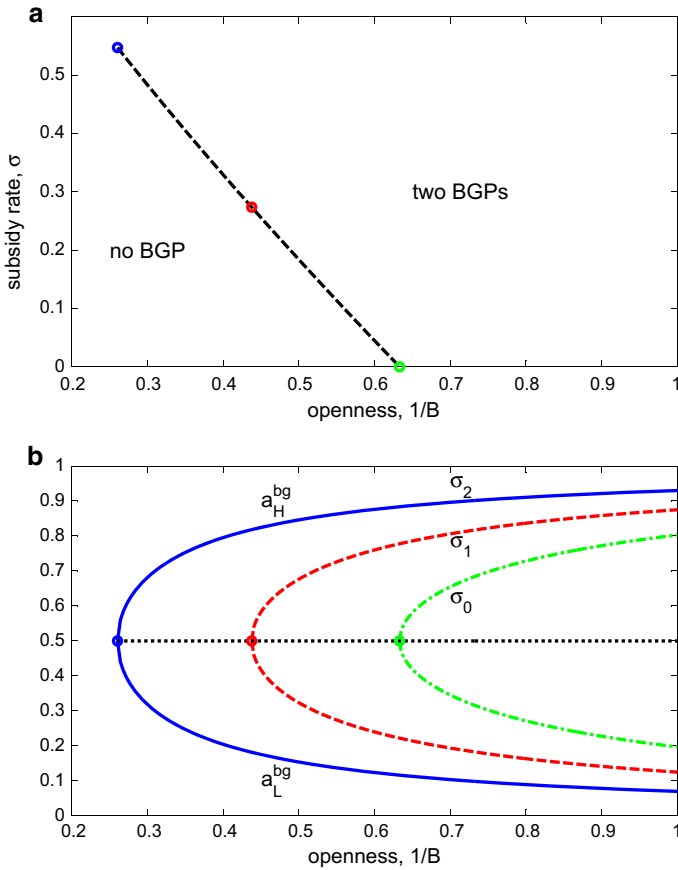 a
subsidy rate, σ
0.5
0.4
0.3
0.2
0.1
0
two BGPs
no BGP
0.2 0.3 0.4 0.5 0.6 0.7 0.8 0.9 1
openness, 1/B
b
1
0.9
0.8
0.7
0.6
0.5
0.4
0.3
0.2
0.1
0
a_H^bg
σ_2
σ_1
σ_0
a_L^bg
0.2 0.3 0.4 0.5 0.6 0.7 0.8 0.9 1
openness, 1/B